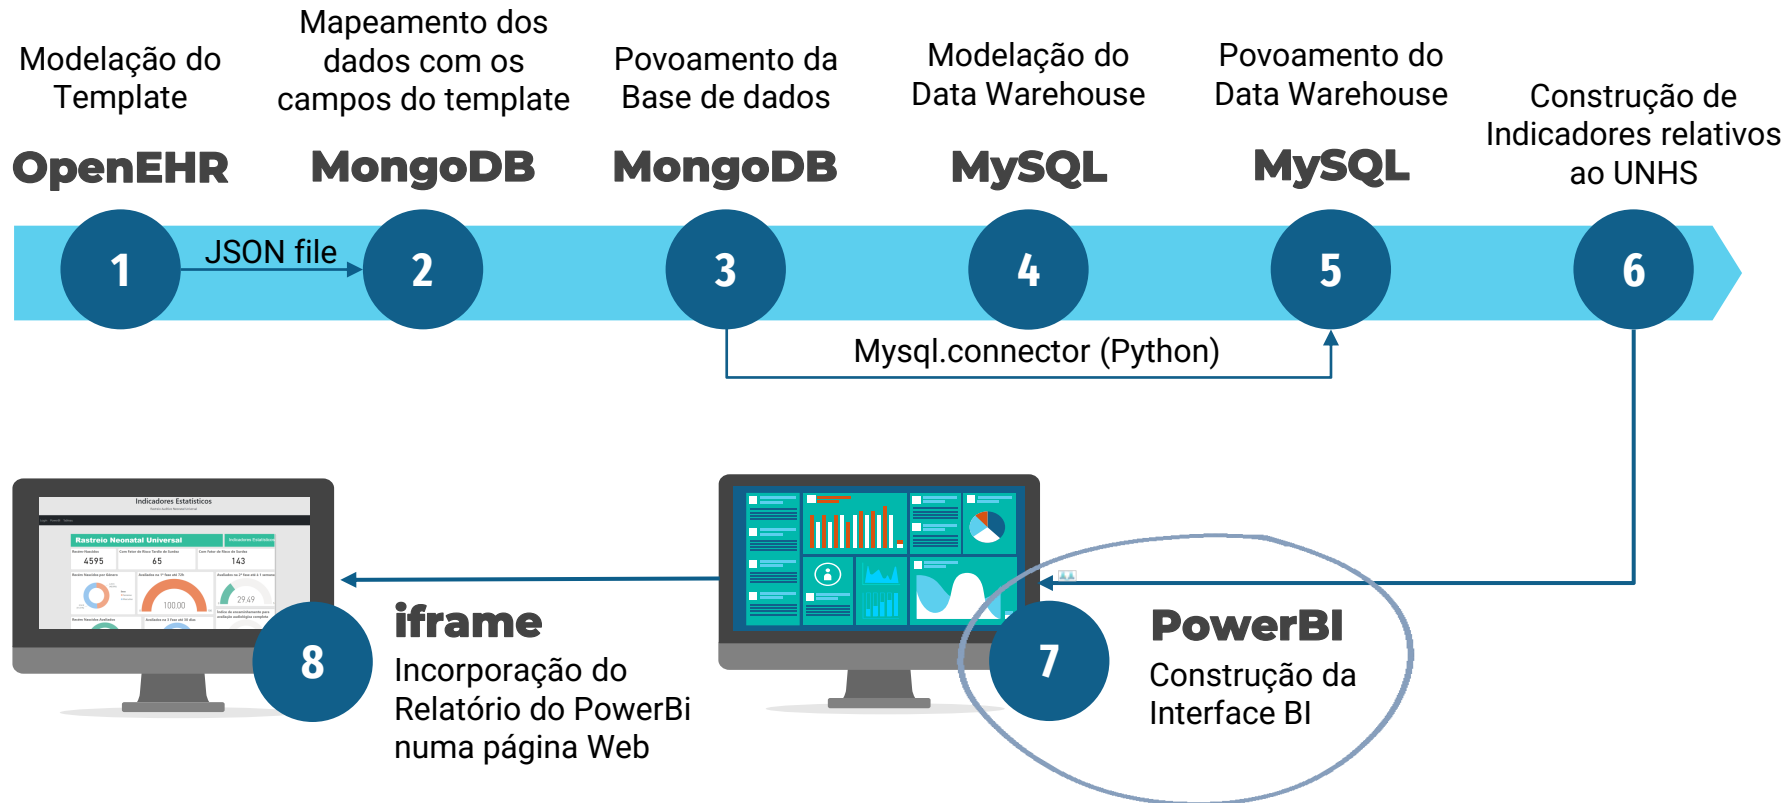 Modelação do
Template
OpenEHR
Mapeamento dos
dados com os
campos do template
MongoDB
Povoamento da
Base de dados
MongoDB
Modelação do
Data Warehouse
MySQL
Povoamento do
Data Warehouse
MySQL
Construção de
Indicadores relativos
ao UNHS
1
JSON file
2
3
4
5
6
Mysql.connector (Python)
Indicadores Estatísticos
Rastreio Neonatal Universal
Indicadores Estatísticos
4595
65
143
100.00
29.49
8
iframe
Incorporação do
Relatório do PowerBi
numa página Web
7
PowerBI
Construção da
Interface BI